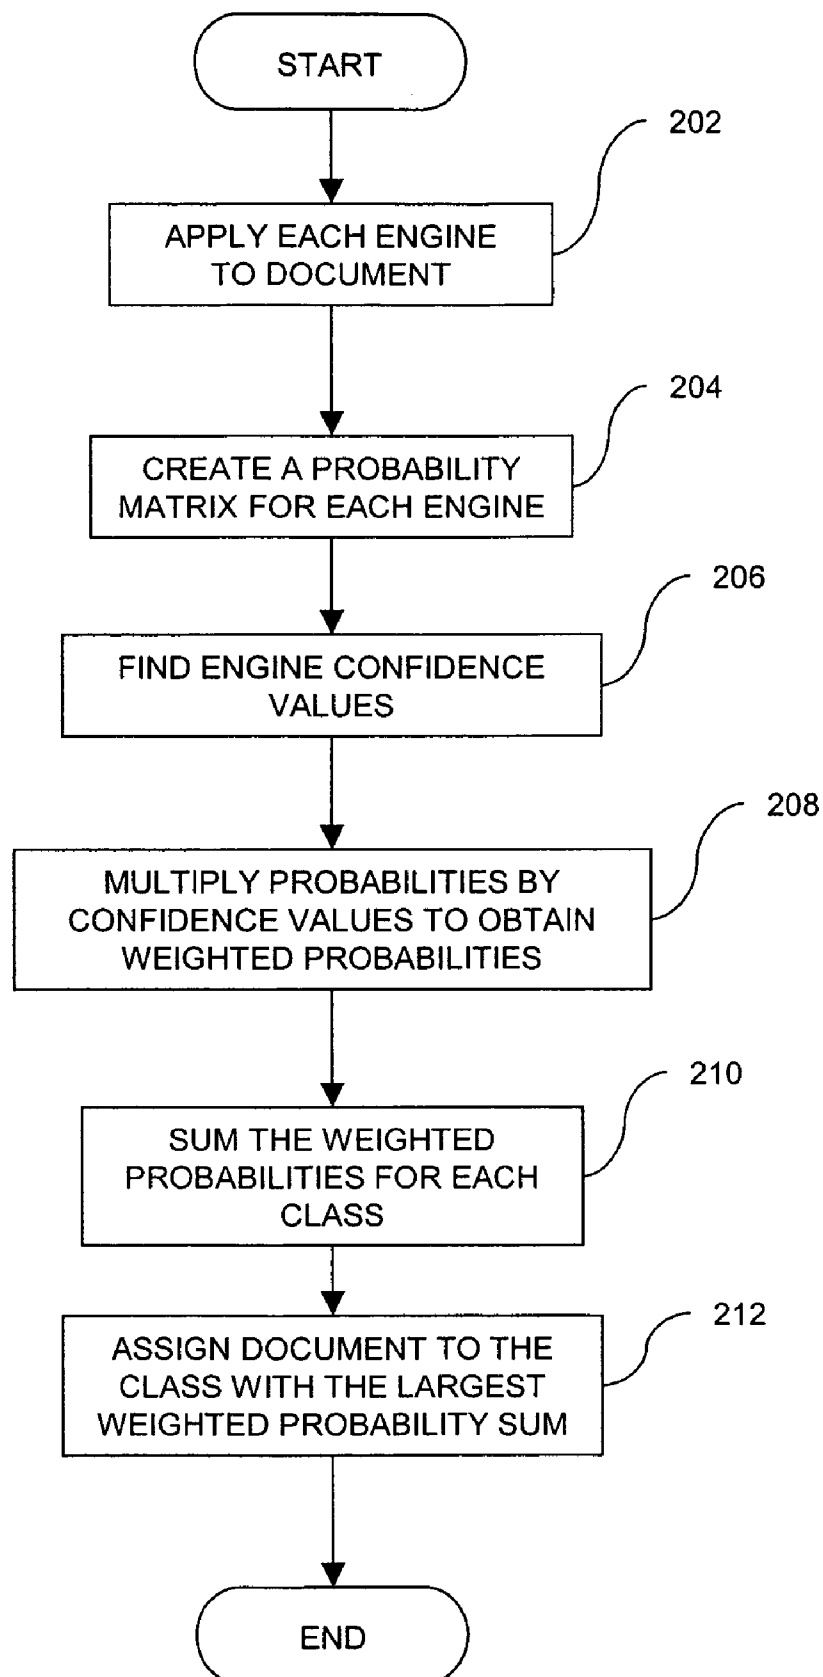 START
202
APPLY EACH ENGINE
TO DOCUMENT
204
CREATE A PROBABILITY
MATRIX FOR EACH ENGINE
206
FIND ENGINE CONFIDENCE
VALUES
208
MULTIPLY PROBABILITIES BY
CONFIDENCE VALUES TO OBTAIN
WEIGHTED PROBABILITIES
210
SUM THE WEIGHTED
PROBABILITIES FOR EACH
CLASS
212
ASSIGN DOCUMENT TO THE
CLASS WITH THE LARGEST
WEIGHTED PROBABILITY SUM
END